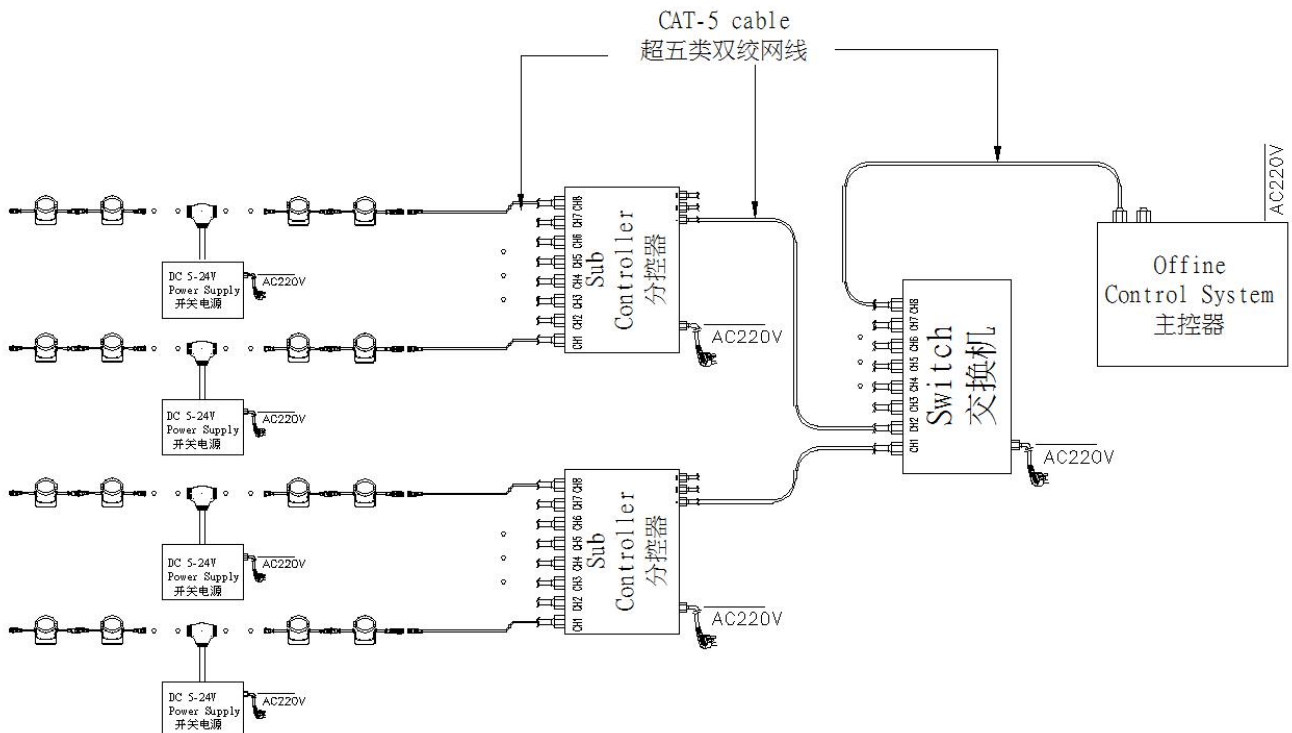 CAT-5 cable
超五类双绞网线
AC220V
Offine
Control System
主控器
Sub
Controller
分控器
CH8
CH7
CH6
CH5
CH4
CH3
CH2
CH1
AC220V
DC 5-24V
Power Supply
开关电源
AC220V
DC 5-24V
Power Supply
开关电源
AC220V
Switch
交换机
CH8
CH7
CH6
CH5
CH4
CH3
CH2
CH1
AC220V
Sub
Controller
分控器
CH8
CH7
CH6
CH5
CH4
CH3
CH2
CH1
AC220V
DC 5-24V
Power Supply
开关电源
AC220V
DC 5-24V
Power Supply
开关电源
AC220V